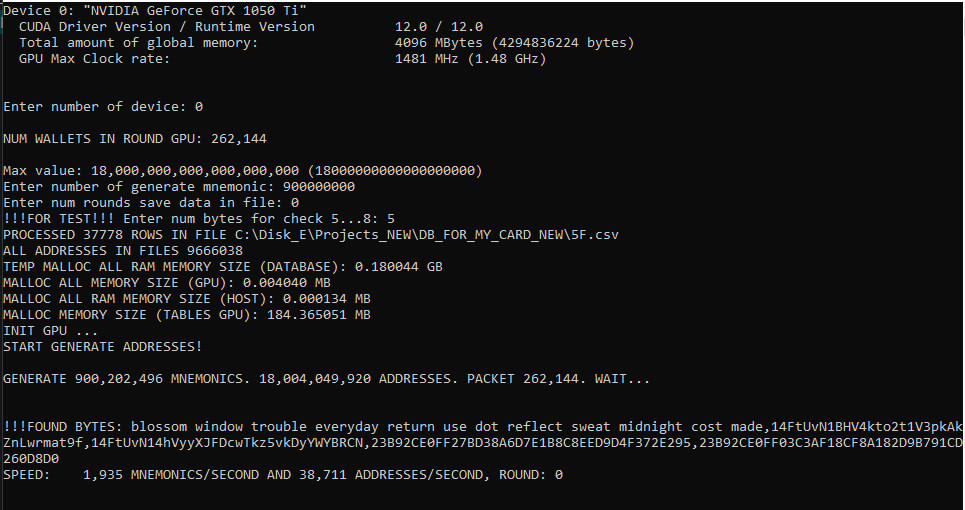 Device 0: "NVIDIA GeForce GTX 1050 Ti"
CUDA Driver Version / Runtime Version 12.0 / 12.0
Total amount of global memory: 4096 MBytes (4294836224 bytes)
GPU Max Clock rate: 1481 MHz (1.48 GHz)
Enter number of device: 0
NUM WALLETS IN ROUND GPU: 262,144
Max value: 18,000,000,000,000,000,000 (18000000000000000000)
Enter number of generate mnemonic: 900000000
Enter num rounds save data in file: 0
!!!FOR TEST!!! Enter num bytes for check 5...8: 5
PROCESSED 37778 ROWS IN FILE C:\Disk_E\Projects_NEW\DB_FOR_MY_CARD_NEW\5F.csv
ALL ADDRESSES IN FILES 9666038
TEMP MALLOC ALL RAM MEMORY SIZE (DATABASE): 0.180044 GB
MALLOC ALL MEMORY SIZE (GPU): 0.004040 MB
MALLOC ALL RAM MEMORY SIZE (HOST): 0.000134 MB
MALLOC MEMORY SIZE (TABLES GPU): 184.365051 MB
INIT GPU ...
START GENERATE ADDRESSES!
GENERATE 900,202,496 MNEMONICS. 18,004,049,920 ADDRESSES. PACKET 262,144. WAIT...
!!!FOUND BYTES: blossom window trouble everyday return use dot reflect sweat midnight cost made,14FtUvN1BHV4kto2t1V3pkAk
ZnLwrmat9f,14FtUvN14hVyyXJFDcwTkz5vkDyYWYBRCN,23B92CE0FF27BD38A6D7E1B8C8EED9D4F372E295,23B92CE0FF03C3AF18CF8A182D9B791CD
260D8D0
SPEED: 1,935 MNEMONICS/SECOND AND 38,711 ADDRESSES/SECOND, ROUND: 0